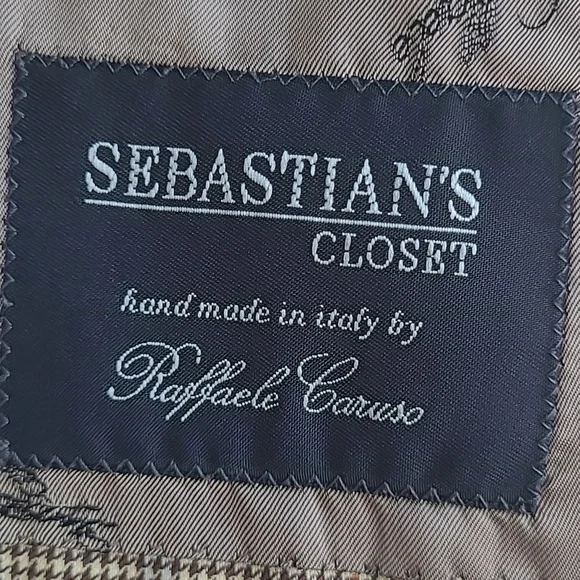 SEBASTIAN'S
CLOSET
hand made in italy by
Raffaele Caruso